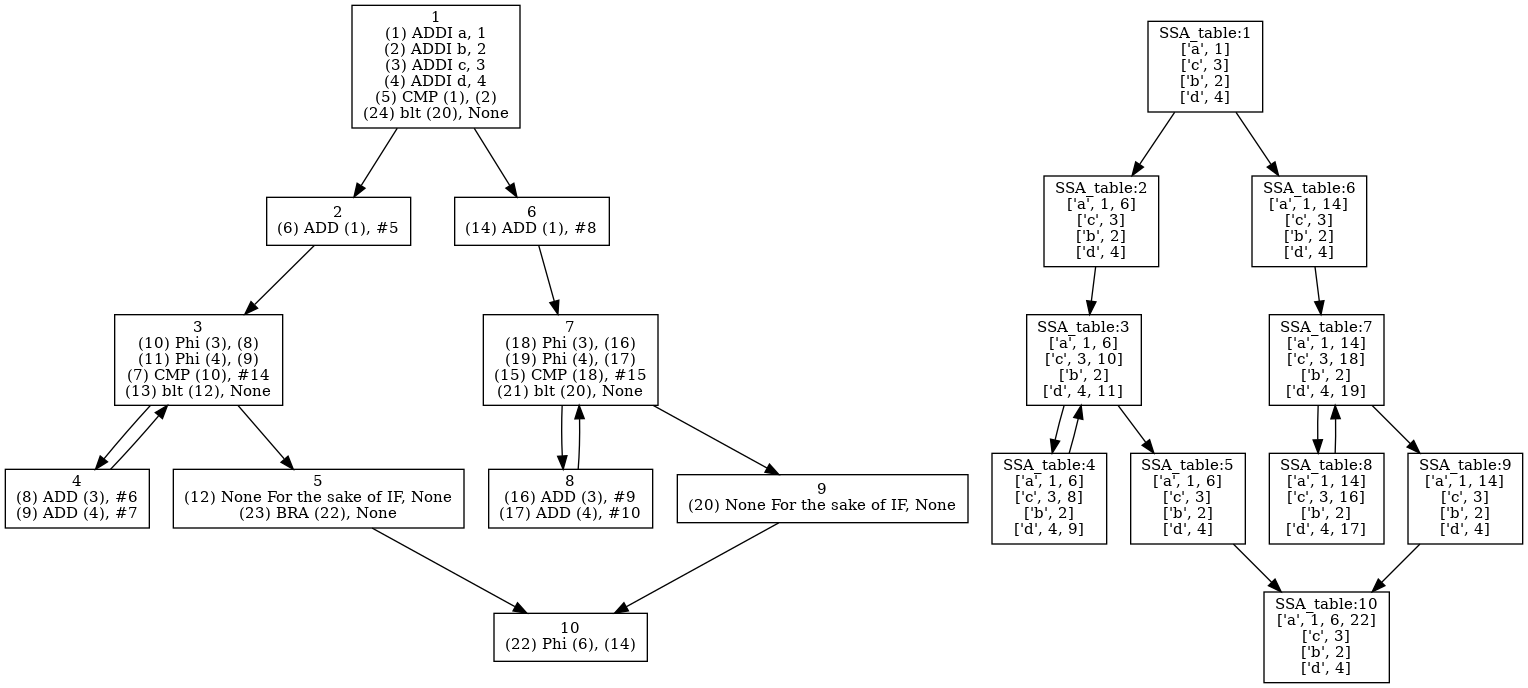 1
(1) ADDI a, 1
(2) ADDI b, 2
(3) ADDI c, 3
(4) ADDI d, 4
(5) CMP (1), (2)
(24) blt (20), None
2
(6) ADD (1), #5
6
(14) ADD (1), #8
3
(10) Phi (3), (8)
(11) Phi (4), (9)
(7) CMP (10), #14
(13) blt (12), None
7
(18) Phi (3), (16)
(19) Phi (4), (17)
(15) CMP (18), #15
(21) blt (20), None
4
(8) ADD (3), #6
(9) ADD (4), #7
5
(12) None For the sake of IF, None
(23) BRA (22), None
8
(16) ADD (3), #9
(17) ADD (4), #10
9
(20) None For the sake of IF, None
10
(22) Phi (6), (14)
SSA_table:1
['a', 1]
['c', 3]
['b', 2]
['d', 4]
SSA_table:2
['a', 1, 6]
['c', 3]
['b', 2]
['d', 4]
SSA_table:6
['a', 1, 14]
['c', 3]
['b', 2]
['d', 4]
SSA_table:3
['a', 1, 6]
['c', 3, 10]
['b', 2]
['d', 4, 11]
SSA_table:7
['a', 1, 14]
['c', 3, 18]
['b', 2]
['d', 4, 19]
SSA_table:4
['a', 1, 6]
['c', 3, 8]
['b', 2]
['d', 4, 9]
SSA_table:5
['a', 1, 6]
['c', 3]
['b', 2]
['d', 4]
SSA_table:8
['a', 1, 14]
['c', 3, 16]
['b', 2]
['d', 4, 17]
SSA_table:9
['a', 1, 14]
['c', 3]
['b', 2]
['d', 4]
SSA_table:10
['a', 1, 6, 22]
['c', 3]
['b', 2]
['d', 4]